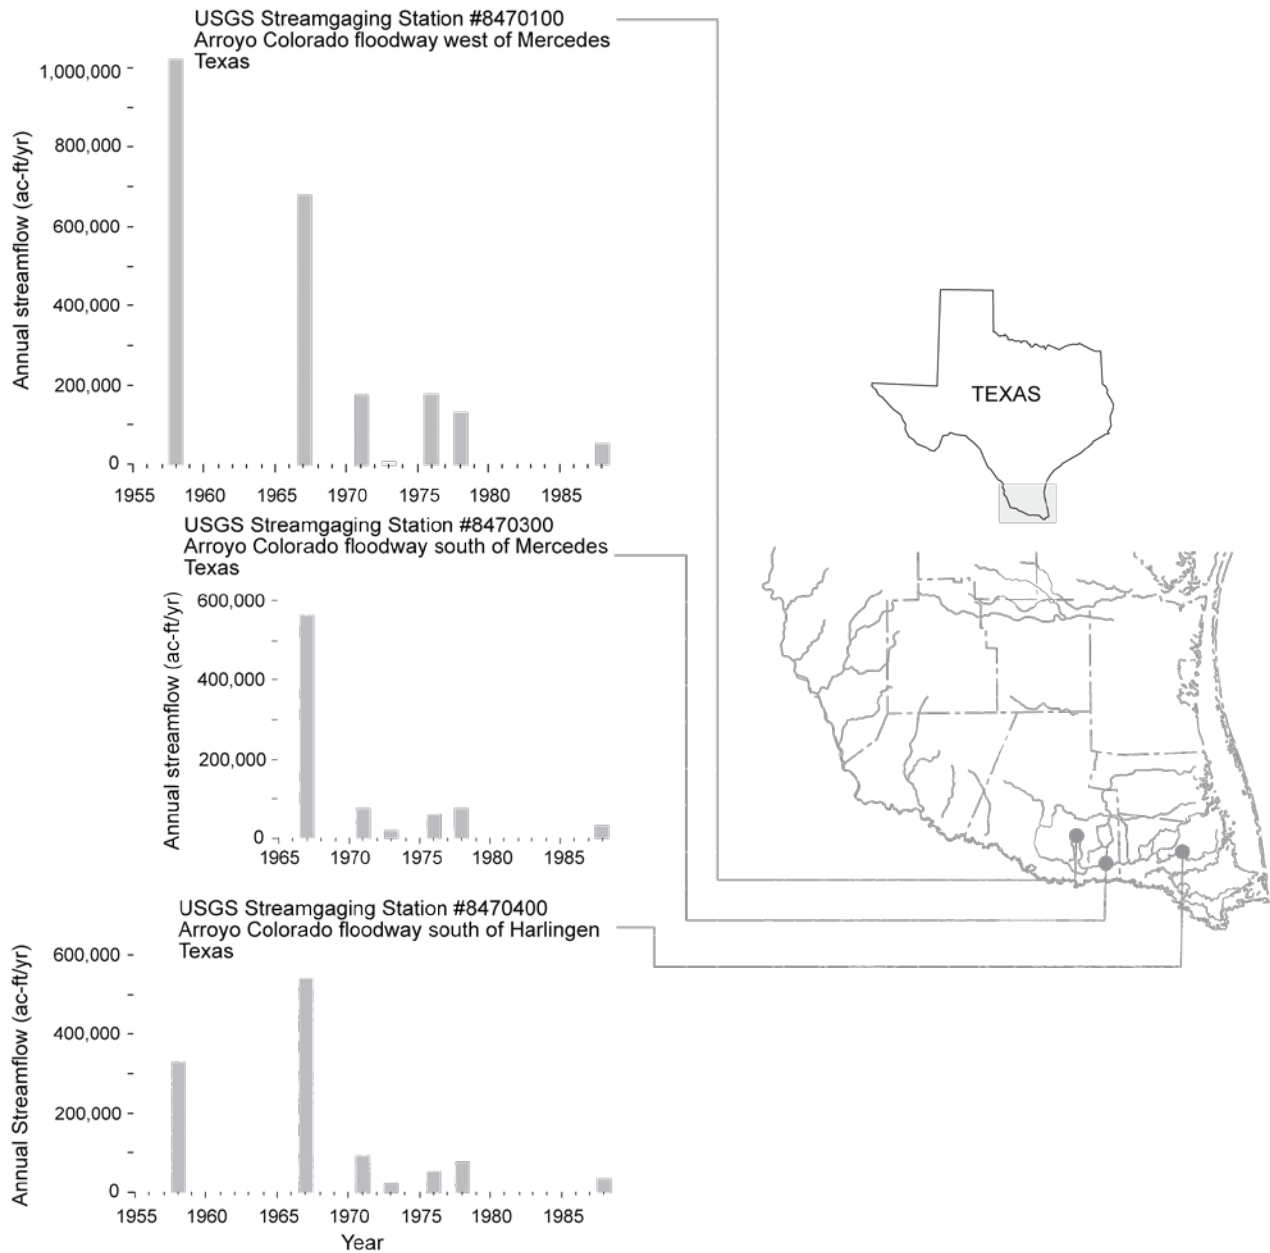 USGS Streamgaging Station #8470100
Arroyo Colorado floodway west of Mercedes
Texas
Annual streamflow (ac-ft/yr)
1,000,000
800,000
600,000
400,000
200,000
0
1955 1960 1965 1970 1975 1980 1985
TEXAS
USGS Streamgaging Station #8470300
Arroyo Colorado floodway south of Mercedes
Texas
Annual streamflow (ac-ft/yr)
600,000
400,000
200,000
0
1965 1970 1975 1980 1985
USGS Streamgaging Station #8470400
Arroyo Colorado floodway south of Harlingen
Texas
Annual Streamflow (ac-ft/yr)
600,000
400,000
200,000
0
1955 1960 1965 1970 1975 1980 1985
Year